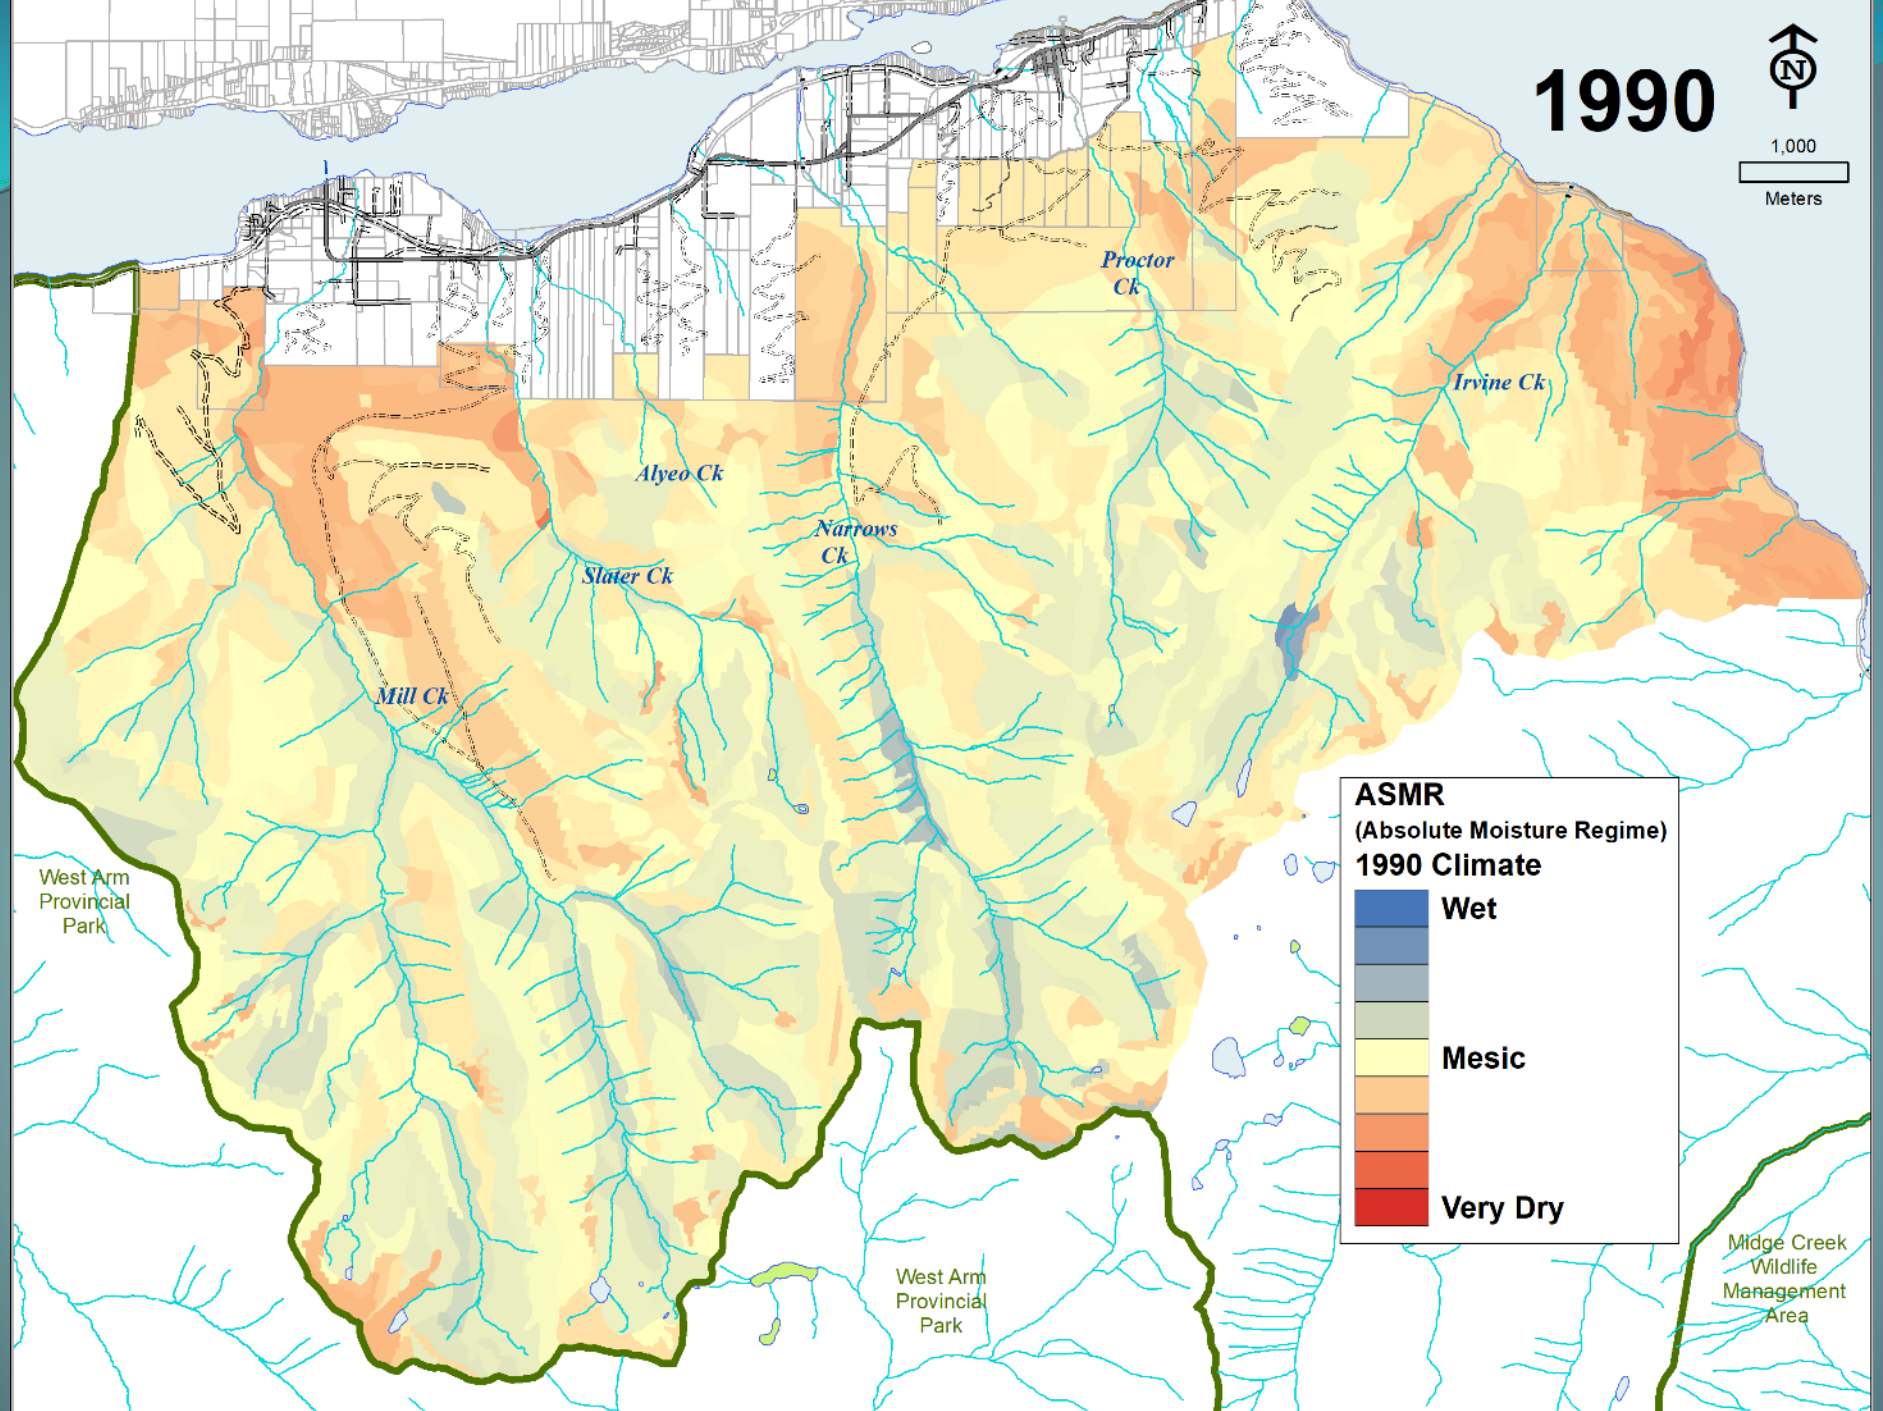 1990
N
1,000
Meters
Proctor
Ck
Irvine Ck
Alyeo Ck
Narrows
Ck
Slater Ck
Mill Ck
West Arm
Provincial
Park
ASMR
(Absolute Moisture Regime)
1990 Climate
Wet
Mesic
Very Dry
West Arm
Provincial
Park
Midge Creek
Wildlife
Management
Area